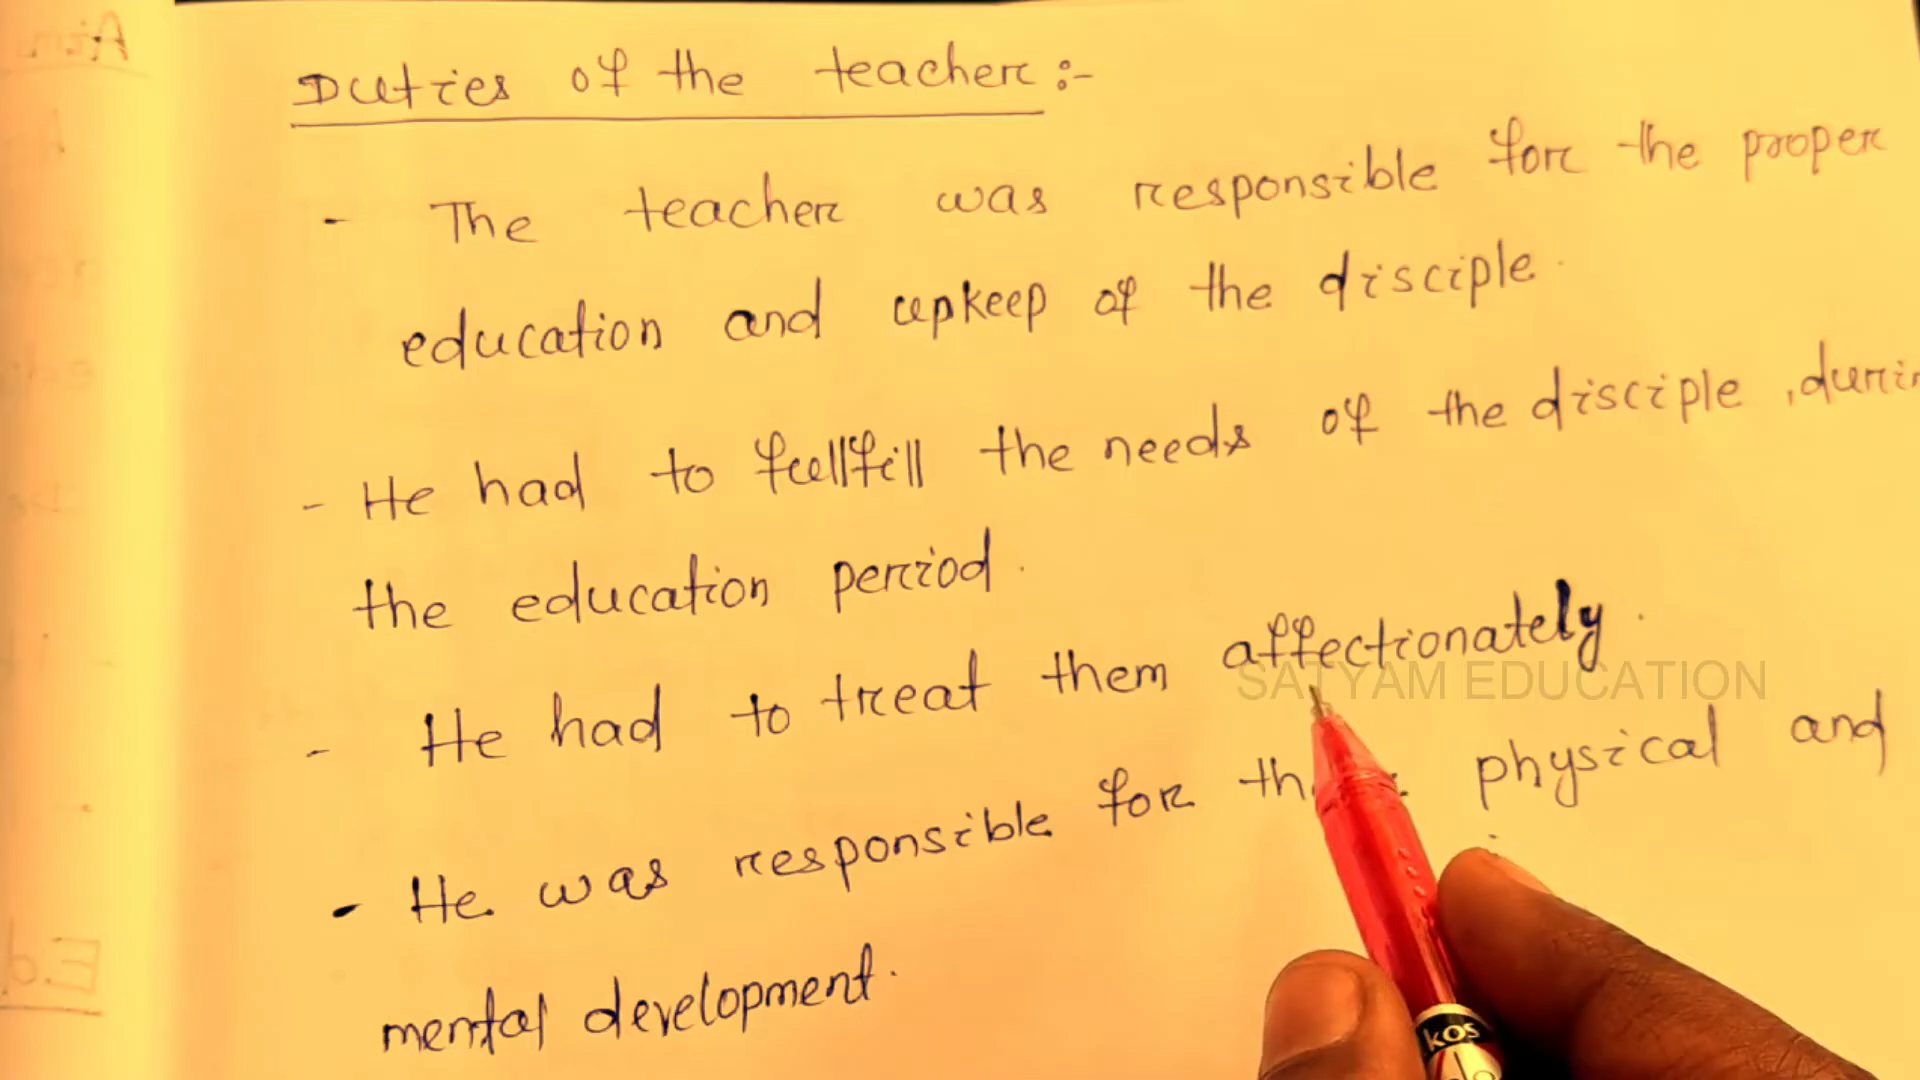 Duties of the teacher :-
- The teacher was responsible for the proper
education and upkeep of the disciple.
- He had to fullfill the needs of the disciple, durin
the education period.
- He had to treat them affectionately.
SATYAM EDUCATION
- He was responsible for physical and
mental development.
kos